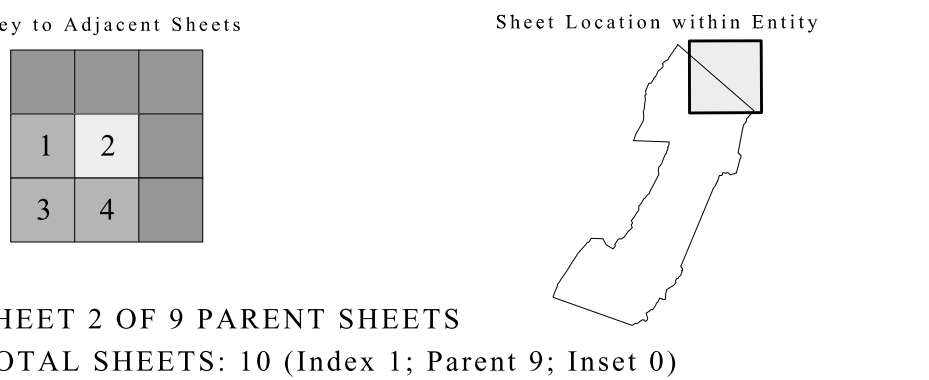 ey to Adjacent Sheets
Sheet Location within Entity
1 2
3 4
HEET 2 OF 9 PARENT SHEETS
OTAL SHEETS: 10 (Index 1; Parent 9; Inset 0)